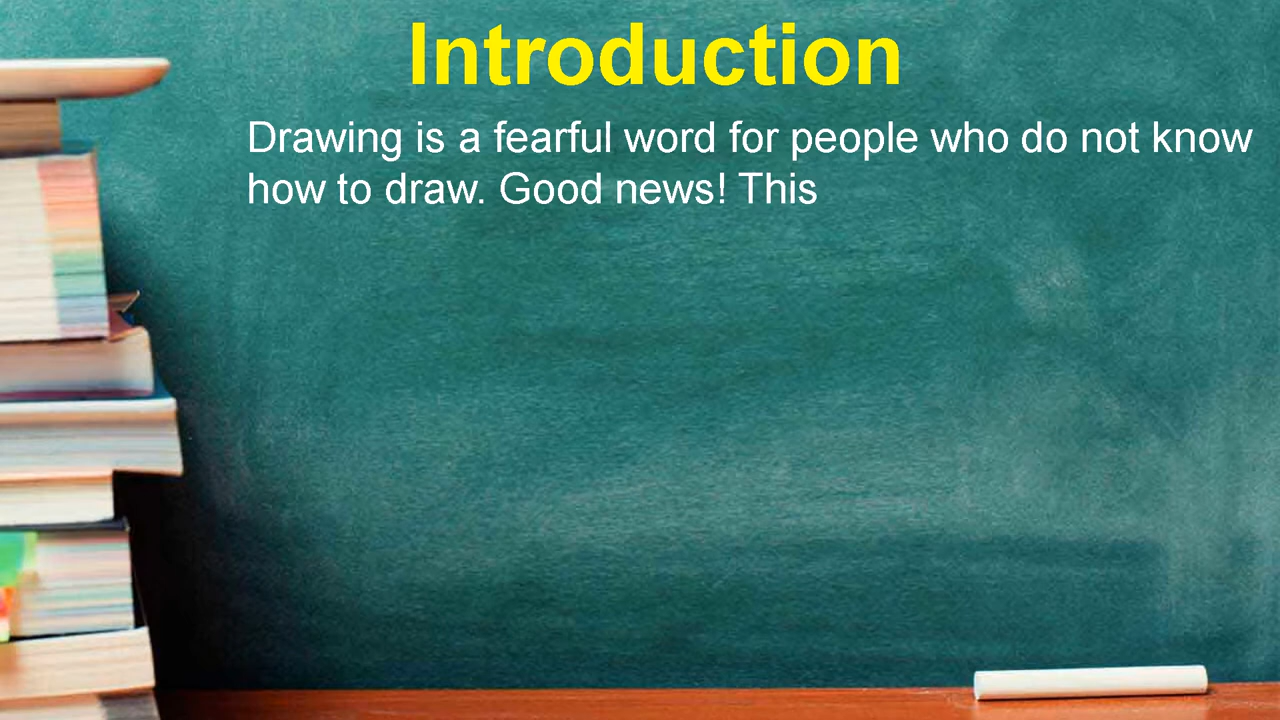 Introduction
Drawing is a fearful word for people who do not know
how to draw. Good news! This